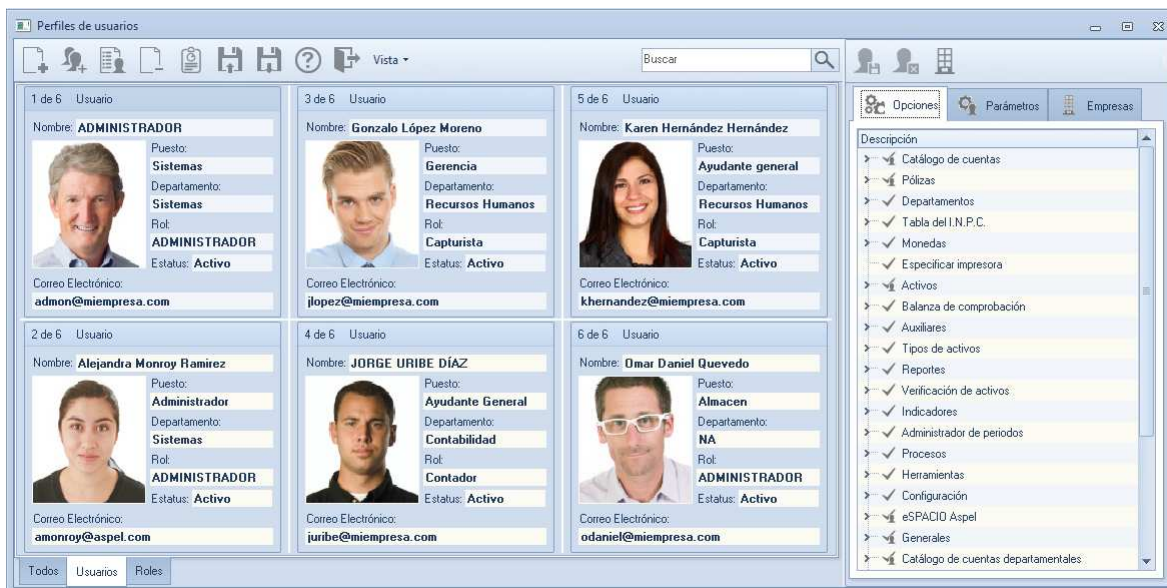 Perfiles de usuarios
Vista
Buscar
1 de 6 Usuario
Nombre: ADMINISTRADOR
Puesto:
Sistemas
Departamento:
Sistemas
Rol:
ADMINISTRADOR
Estatus: Activo
Correo Electrónico:
admon@miempresa.com
3 de 6 Usuario
Nombre: Gonzalo López Moreno
Puesto:
Gerencia
Departamento:
Recursos Humanos
Rol:
Capturista
Estatus: Activo
Correo Electrónico:
jlopez@miempresa.com
5 de 6 Usuario
Nombre: Karen Hernández Hernández
Puesto:
Ayudante general
Departamento:
Recursos Humanos
Rol:
Capturista
Estatus: Activo
Correo Electrónico:
khernandez@miempresa.com
2 de 6 Usuario
Nombre: Alejandra Monroy Ramirez
Puesto:
Administrador
Departamento:
Sistemas
Rol:
ADMINISTRADOR
Estatus: Activo
Correo Electrónico:
amonroy@aspel.com
4 de 6 Usuario
Nombre: JORGE URIBE DÍAZ
Puesto:
Ayudante General
Departamento:
Contabilidad
Rol:
Contador
Estatus: Activo
Correo Electrónico:
juribe@miempresa.com
6 de 6 Usuario
Nombre: Omar Daniel Quevedo
Puesto:
Almacen
Departamento:
NA
Rol:
ADMINISTRADOR
Estatus: Activo
Correo Electrónico:
odaniel@miempresa.com
Todos Usuarios Roles
Opciones Parámetros Empresas
Descripción
Catálogo de cuentas
Pólizas
Departamentos
Tabla del I.N.P.C.
Monedas
Especificar impresora
Activos
Balanza de comprobación
Auxiliares
Tipos de activos
Reportes
Verificación de activos
Indicadores
Administrador de periodos
Procesos
Herramientas
Configuración
eSPACIO Aspel
Generales
Catálogo de cuentas departamentales